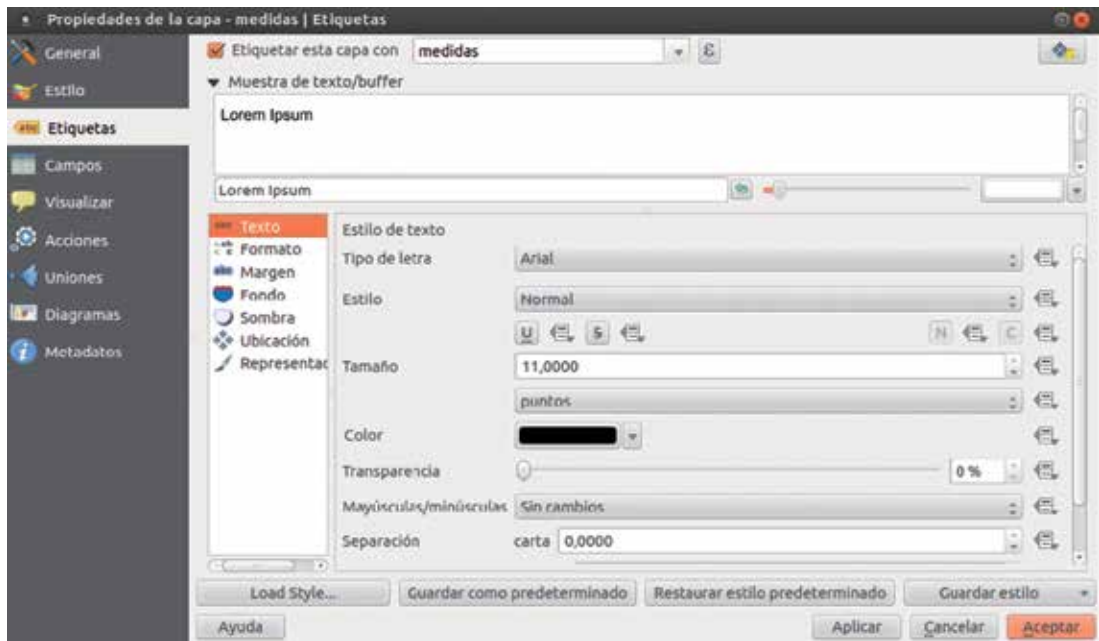 Propiedades de la capa - medidas | Etiquetas
General
Estilo
Etiquetas
Campos
Visualizar
Acciones
Uniones
Diagramas
Metadatos
Etiquetar esta capa con medidas ε
Muestra de texto/buffer
Lorem Ipsum
Lorem Ipsum
Texto
Formato
Margen
Fondo
Sombra
Ubicación
Representac
Estilo de texto
Tipo de letra Arial
Estilo Normal
U S N C
Tamaño 11,0000
puntos
Color
Transparencia 0 %
Mayúsculas/minúsculas Sin cambios
Separación carta 0,0000
Load Style... Guardar como predeterminado Restaurar estilo predeterminado Guardar estilo
Ayuda Aplicar Cancelar Aceptar